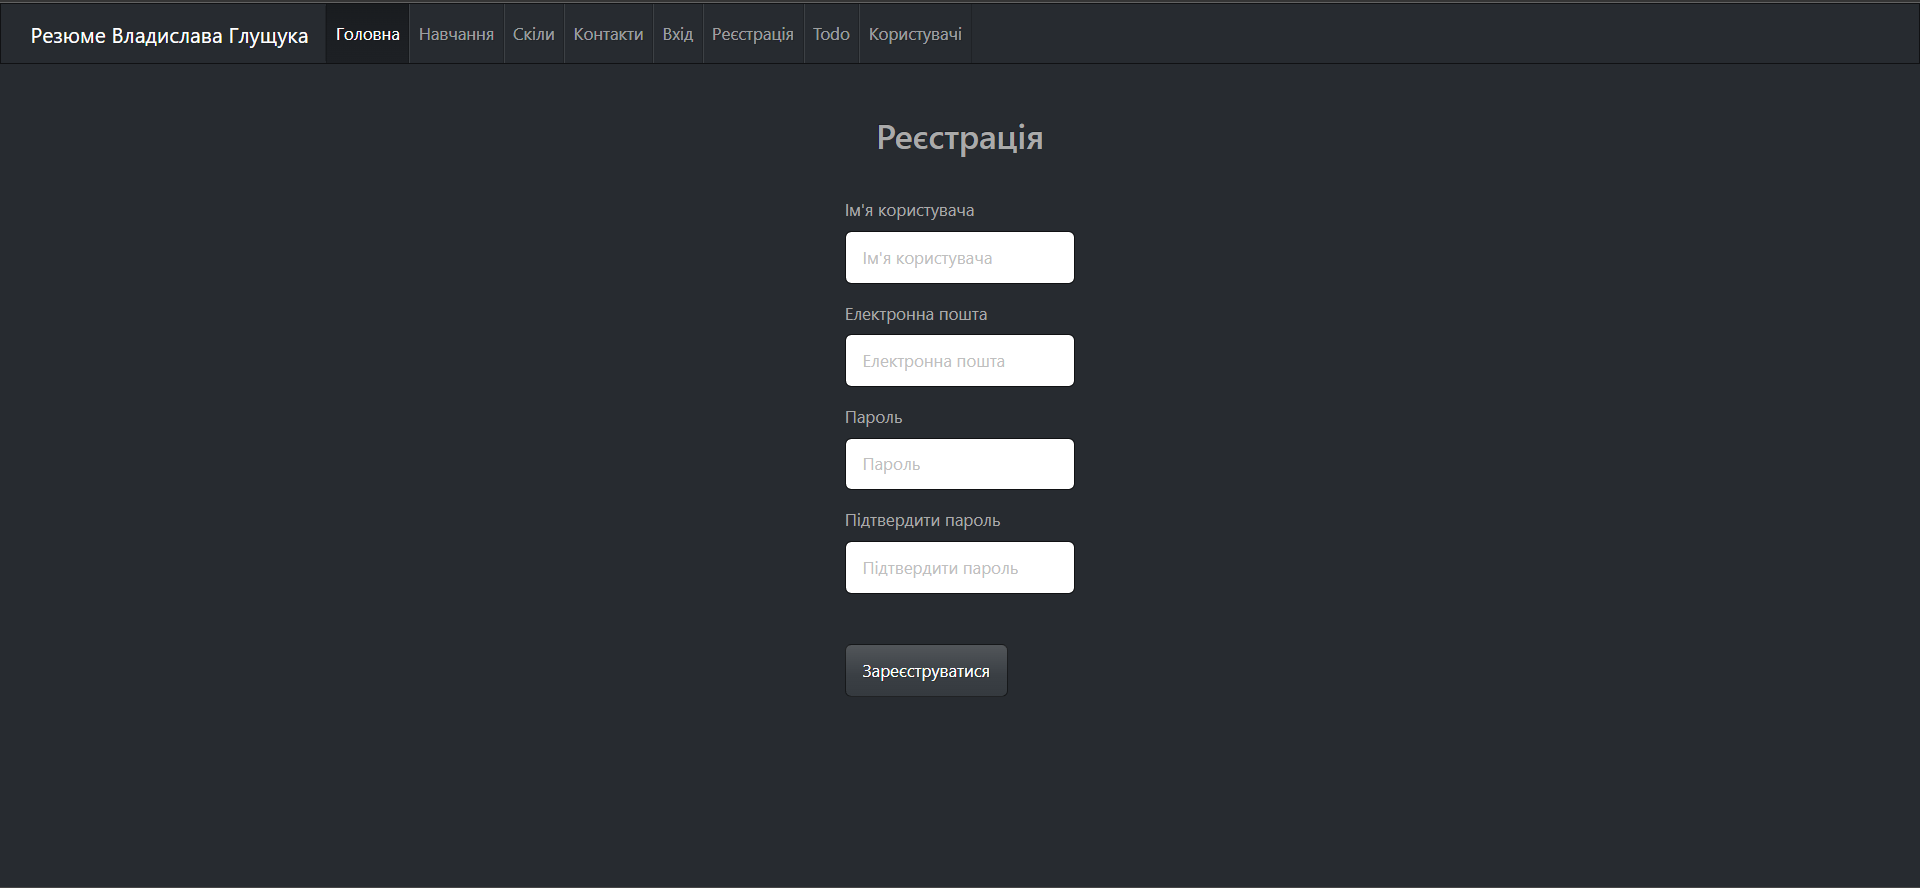 Резюме Владислава Глущука Головна Навчання Скіли Контакти Вхід Реєстрація Todo Користувачі
Реєстрація
Ім'я користувача
Ім'я користувача
Електронна пошта
Електронна пошта
Пароль
Пароль
Підтвердити пароль
Підтвердити пароль
Зареєструватися